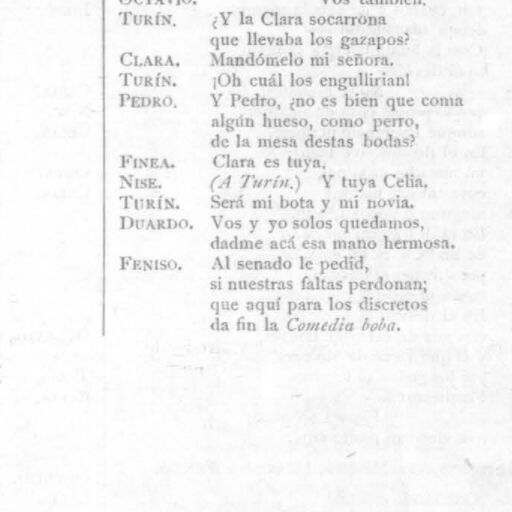 OCTAVIO. Vos también.
TURÍN. ¿Y la Clara socarrona
que llevaba los gazapos?
CLARA. Mandómelo mi señora.
TURÍN. ¡Oh cuál los engullirian!
PEDRO. Y Pedro, ¿no es bien que coma
algún hueso, como perro,
de la mesa destas bodas?
FINEA. Clara es tuya.
NISE. (A Turín.) Y tuya Celia.
TURÍN. Será mi bota y mi novia.
DUARDO. Vos y yo solos quedamos,
dadme acá esa mano hermosa.
FENISO. Al senado le pedid,
si nuestras faltas perdonan;
que aquí para los discretos
da fin la Comedia boba.